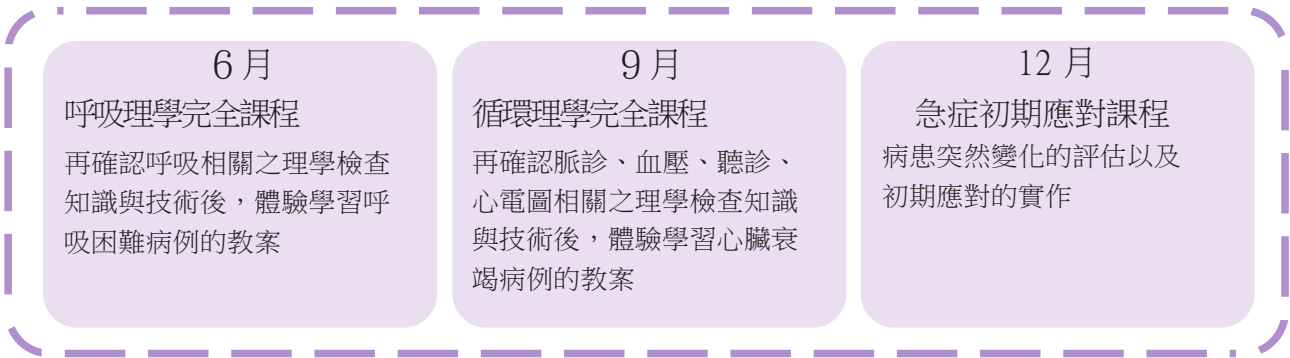 6月
呼吸理學完全課程
再確認呼吸相關之理學檢查
知識與技術後，體驗學習呼
吸困難病例的教案
9月
循環理學完全課程
再確認脈診、血壓、聽診、
心電圖相關之理學檢查知識
與技術後，體驗學習心臟衰
竭病例的教案
12 月
急症初期應對課程
病患突然變化的評估以及
初期應對的實作